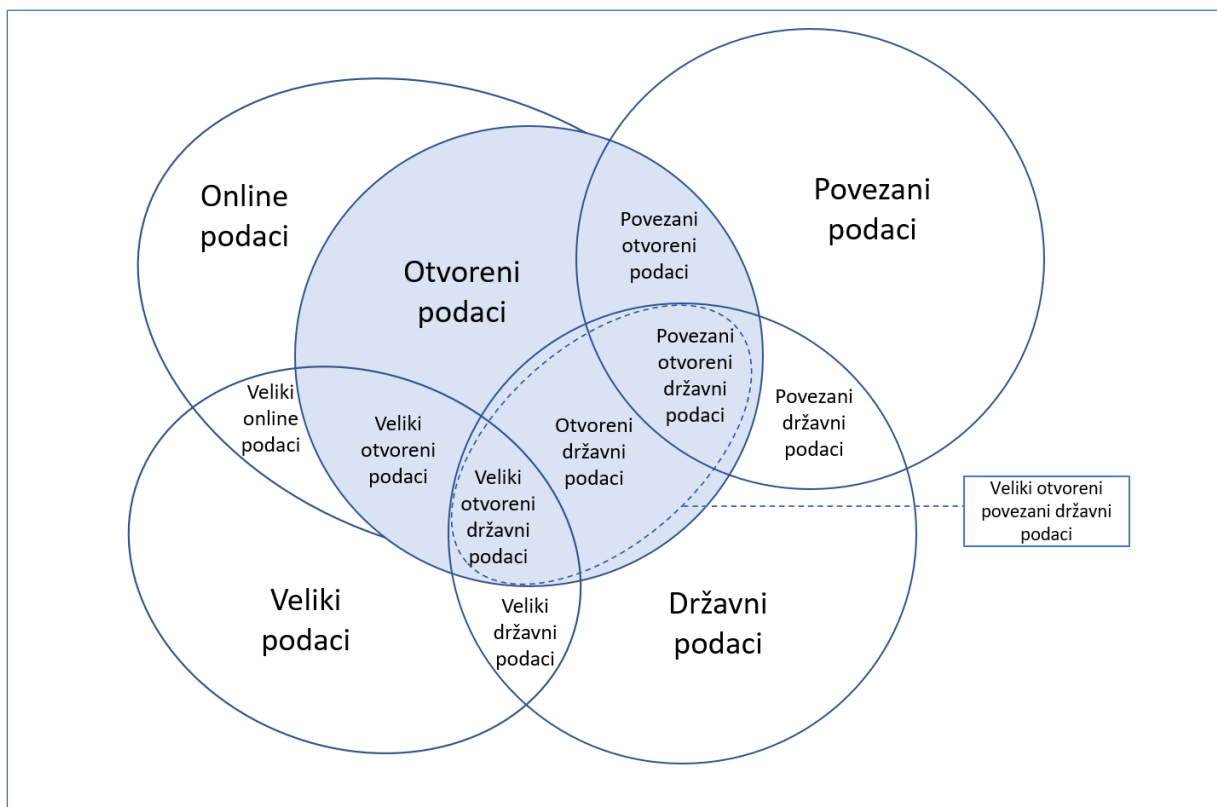 Online
podaci
Povezani
podaci
Povezani
otvoreni
podaci
Otvoreni
podaci
Povezani
otvoreni
državni
podaci
Veliki
online
podaci
Veliki
otvoreni
podaci
Otvoreni
državni
podaci
Povezani
državni
podaci
Veliki
otvoreni
državni
podaci
Veliki otvoreni
povezani državni
podaci
Veliki
podaci
Veliki
državni
podaci
Državni
podaci